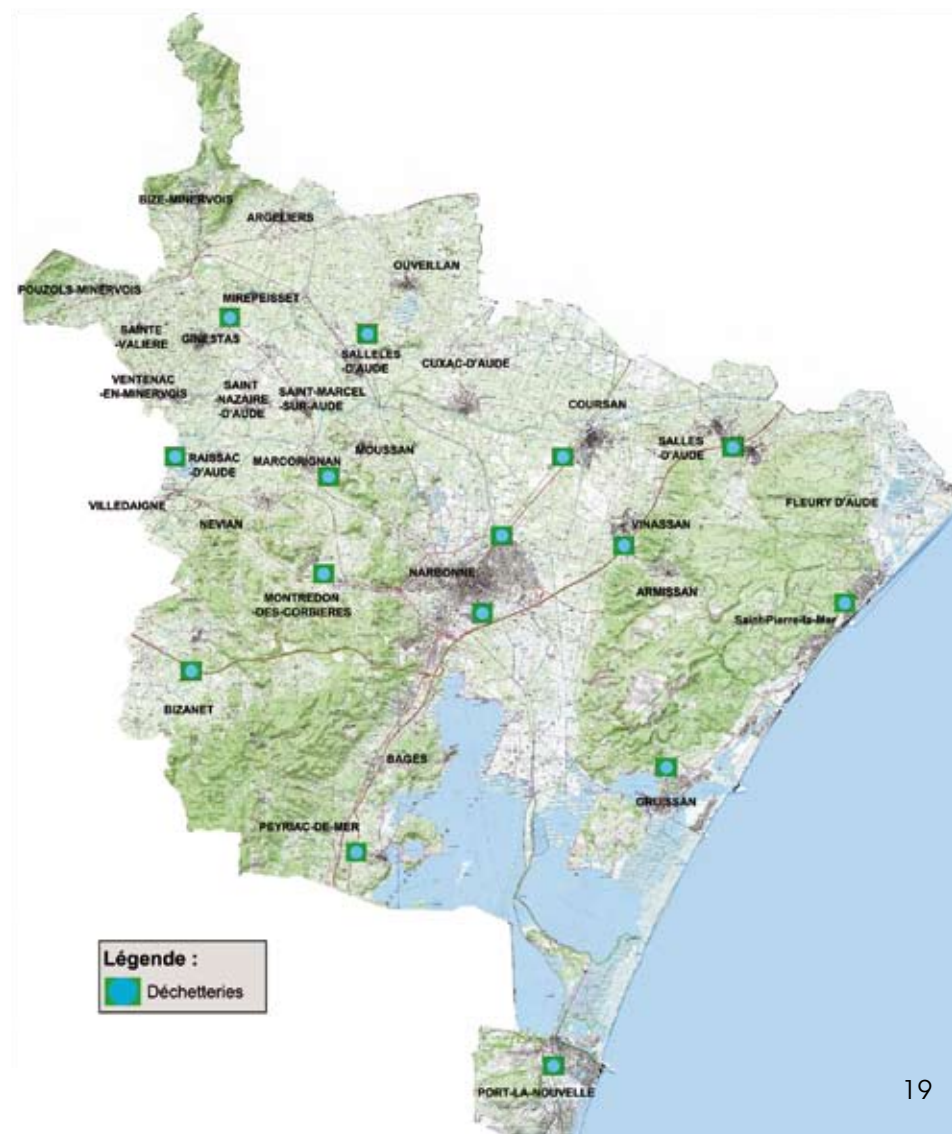 BIZE-MINERVOIS
ARGELIERS
OUVEILLAN
POUZOLS-MINERVOIS
MIREPEISSET
SAINTE
-VALIERE
GINESTAS
SALLELES
-D'AUDE
CUXAC-D'AUDE
VENTENAC
-EN-MINERVOIS
SAINT
-NAZAIRE
-D'AUDE
SAINT-MARCEL
-SUR-AUDE
COURSAN
SALLES
-D'AUDE
MOUSSAN
RAISSAC
-D'AUDE
MARCORIGNAN
VILLEDAIGNE
NEVIAN
FLEURY D'AUDE
VINASSAN
NARBONNE
ARMISSAN
MONTREDON
-DES-CORBIERES
Saint-Pierre-la-Mer
BIZANET
BAGES
GRUISSAN
PEYRIAC-DE-MER
Légende :
Déchetteries
PORT-LA-NOUVELLE
19